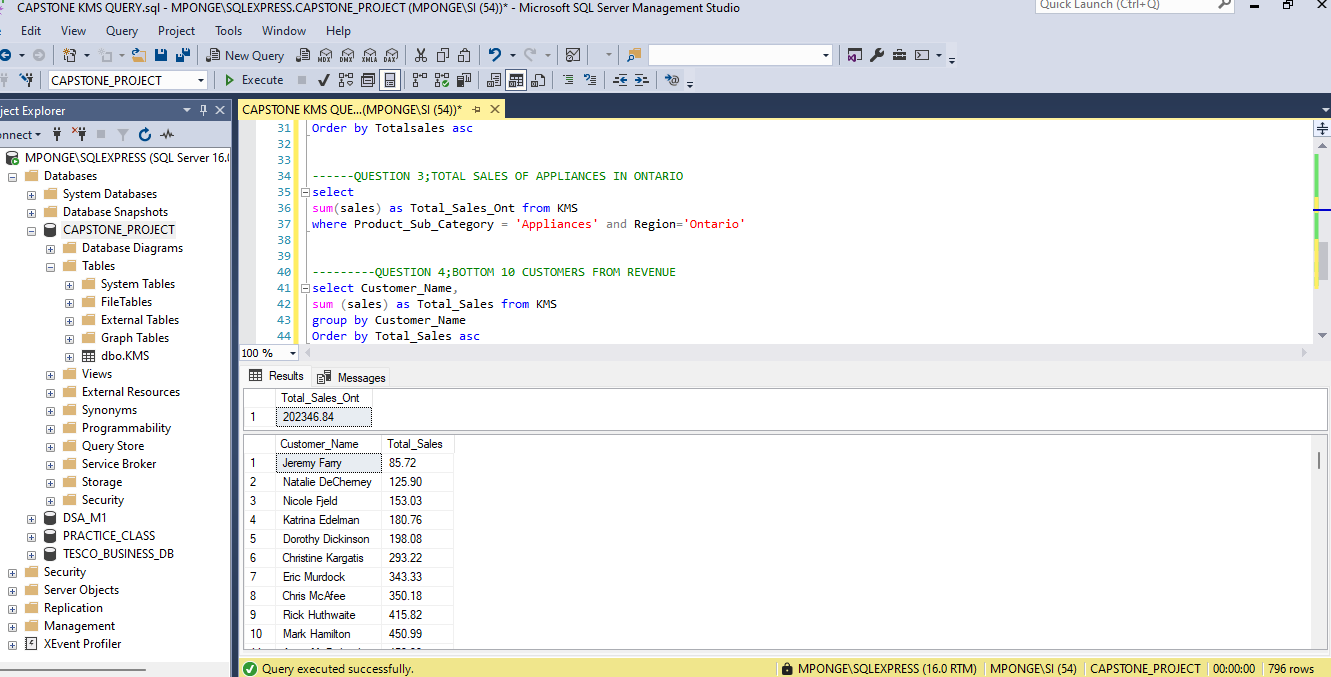 CAPSTONE KMS QUERY.sql - MPONGE\SQLEXPRESS.CAPSTONE_PROJECT (MPONGE\SI (54))* - Microsoft SQL Server Management Studio
Quick Launch (Ctrl+Q)
Edit View Query Project Tools Window Help
New Query
MDX DMX XMLA DAX
CAPSTONE_PROJECT
Execute
ject Explorer
CAPSTONE KMS QUE...(MPONGE\SI (54))*
nnect
MPONGE\SQLEXPRESS (SQL Server 16.0
Databases
System Databases
Database Snapshots
CAPSTONE_PROJECT
Database Diagrams
Tables
System Tables
FileTables
External Tables
Graph Tables
dbo.KMS
Views
External Resources
Synonyms
Programmability
Query Store
Service Broker
Storage
Security
DSA_M1
PRACTICE_CLASS
TESCO_BUSINESS_DB
Security
Server Objects
Replication
Management
XEvent Profiler
31 Order by Totalsales asc
32
33
34 ------QUESTION 3;TOTAL SALES OF APPLIANCES IN ONTARIO
35 select
36 sum(sales) as Total_Sales_Ont from KMS
37 where Product_Sub_Category = 'Appliances' and Region='Ontario'
38
39
40 ---------QUESTION 4;BOTTOM 10 CUSTOMERS FROM REVENUE
41 select Customer_Name,
42 sum (sales) as Total_Sales from KMS
43 group by Customer_Name
44 Order by Total_Sales asc
100 %
Results Messages
Total_Sales_Ont
1 202346.84
Customer_Name Total_Sales
1 Jeremy Farry 85.72
2 Natalie DeCherney 125.90
3 Nicole Fjeld 153.03
4 Katrina Edelman 180.76
5 Dorothy Dickinson 198.08
6 Christine Kargatis 293.22
7 Eric Murdock 343.33
8 Chris McAfee 350.18
9 Rick Huthwaite 415.82
10 Mark Hamilton 450.99
Query executed successfully.
MPONGE\SQLEXPRESS (16.0 RTM) MPONGE\SI (54) CAPSTONE_PROJECT 00:00:00 796 rows